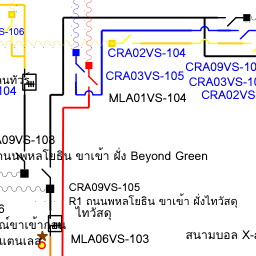 S-106
CRA02VS-104
CRA09VS-10
CRA03VS-105
CRA03VS-10
104
MLA01VS-104
CRA02VS
A09VS-103
ถนนพหลโยธิน ขาเข้า ฝั่ง Beyond Green
CRA09VS-105
R1 ถนนพหลโยธิน ขาเข้า ฝั่งไทวัสดุ
ไทวัสดุ
MLA06VS-103
สนามบอล X-